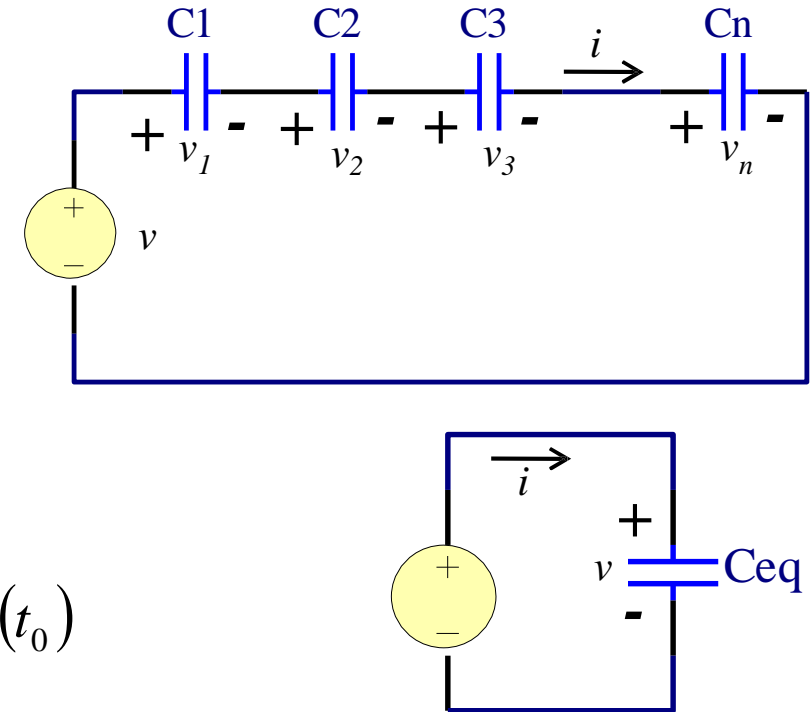 C1 C2 C3 i Cn
+ - + - + - + -
v1 v2 v3 vn
+
v
-
i
+
+ v Ceq
- -
(t0)